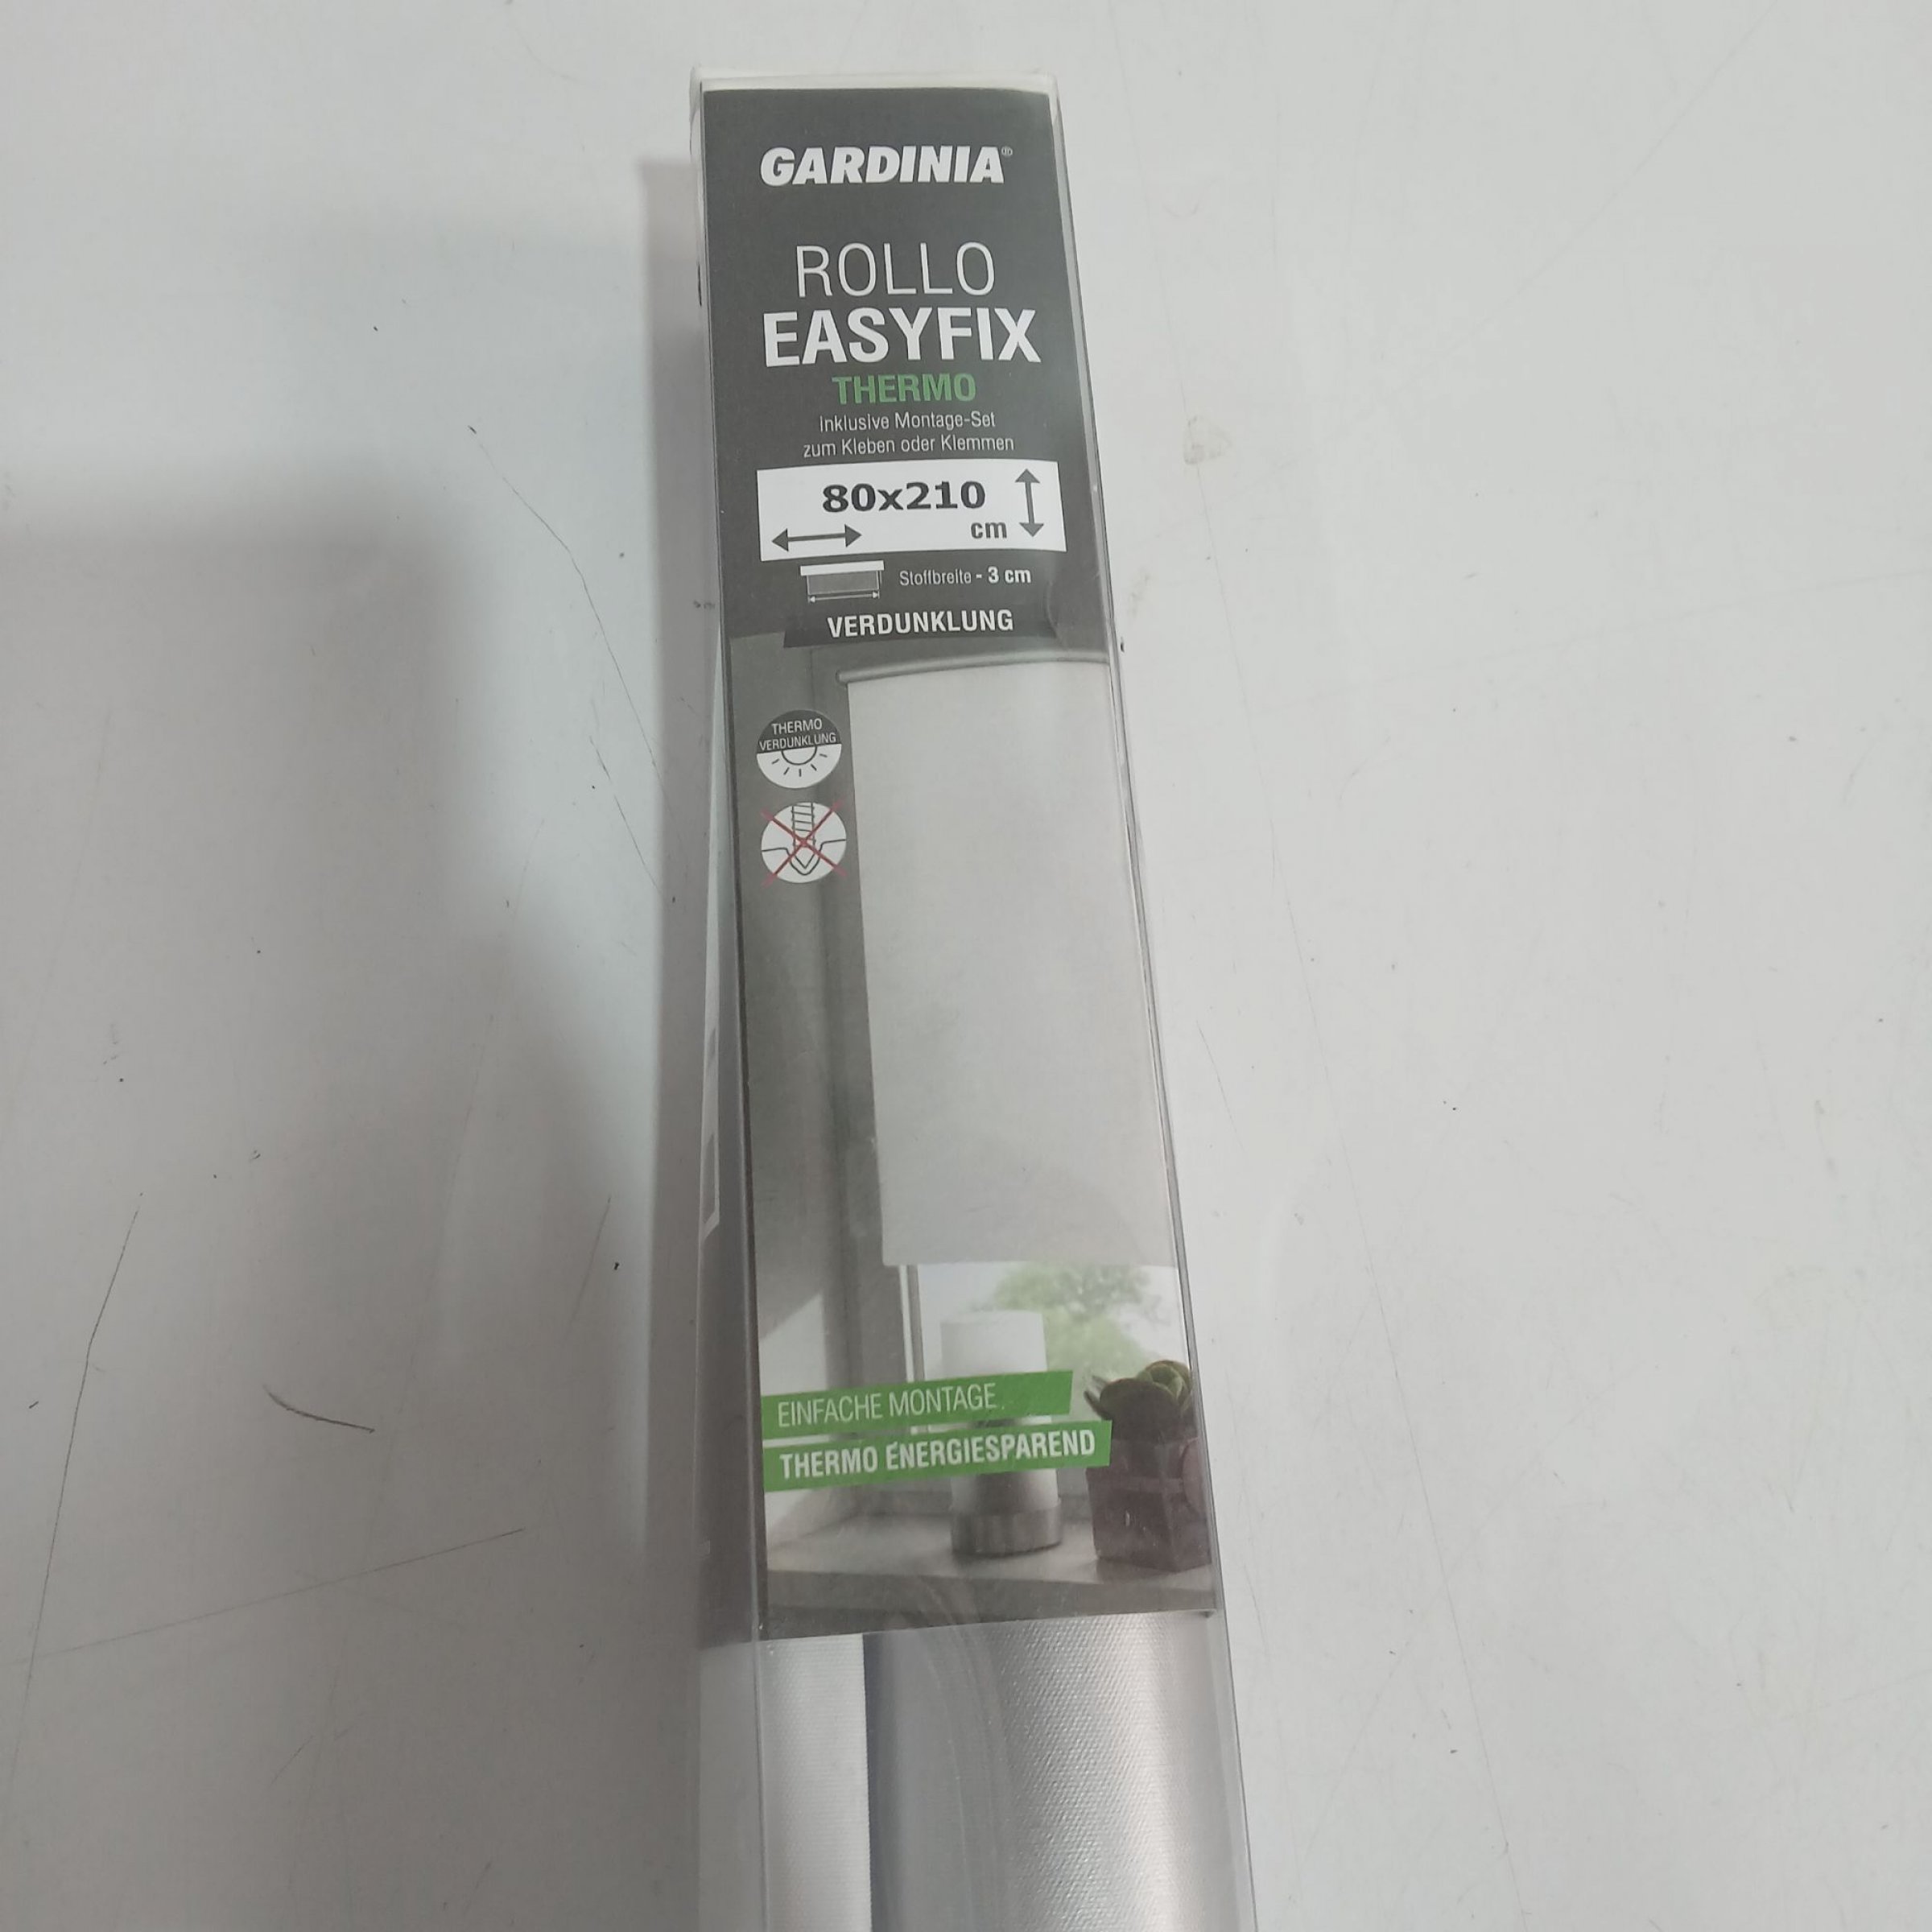 GARDINIA®
ROLLO
EASYFIX
THERMO
inklusive Montage-Set
zum Kleben oder Klemmen
80x210
cm
Stoffbreite - 3 cm
VERDUNKLUNG
THERMO
VERDUNKLUNG
EINFACHE MONTAGE
THERMO ENERGIESPAREND